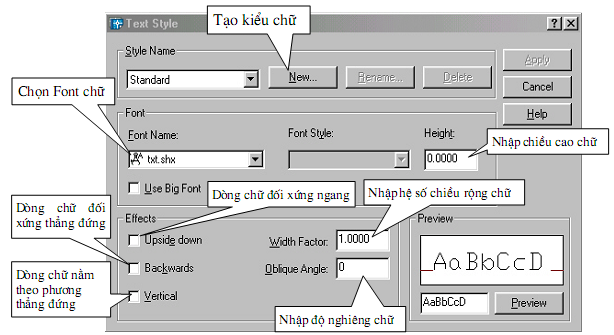 Text Style
Tạo kiểu chữ
Style Name
Standard
New...
Rename...
Delete
Apply
Cancel
Help
Chọn Font chữ
Font
Font Name:
Font Style:
Height:
Nhập chiều cao chữ
txt.shx
0.0000
Use Big Font
Dòng chữ đối xứng ngang
Nhập hệ số chiều rộng chữ
Dòng chữ đối
xứng thẳng đứng
Effects
Upside down
Width Factor:
1.0000
Backwards
Oblique Angle:
0
Dòng chữ nằm
theo phương
thẳng đứng
Vertical
Nhập độ nghiêng chữ
Preview
AaBbCcD
AaBbCcD
Preview